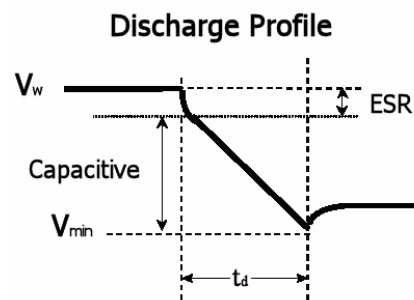 Discharge Profile
Vw
ESR
Capacitive
Vmin
td